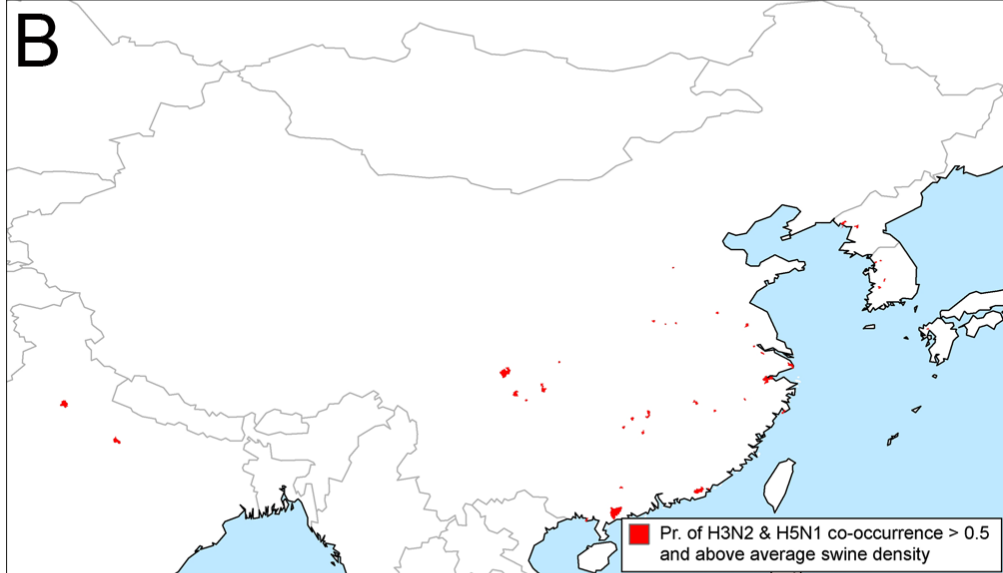 B
Pr. of H3N2 & H5N1 co-occurrence > 0.5
and above average swine density